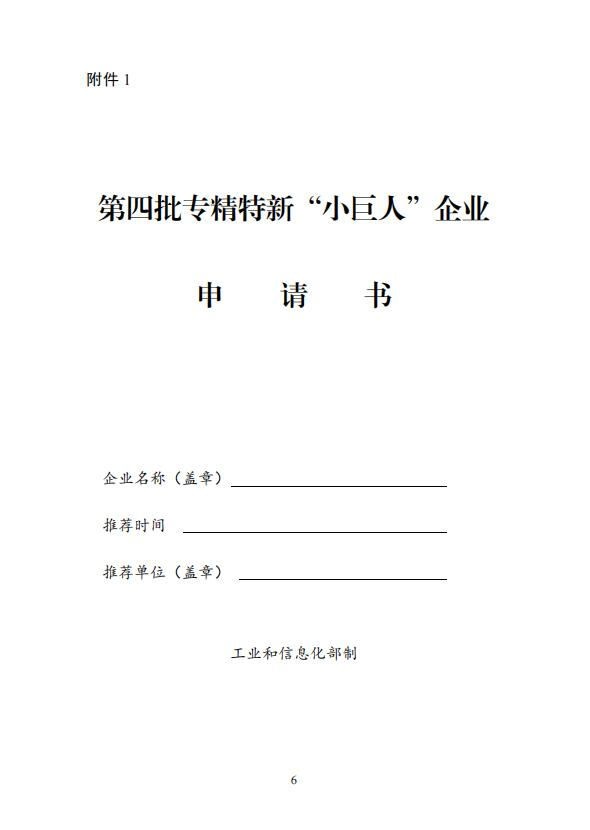 附件 1
第四批专精特新“小巨人”企业
申 请 书
企业名称（盖章）
推荐时间
推荐单位（盖章）
工业和信息化部制
6